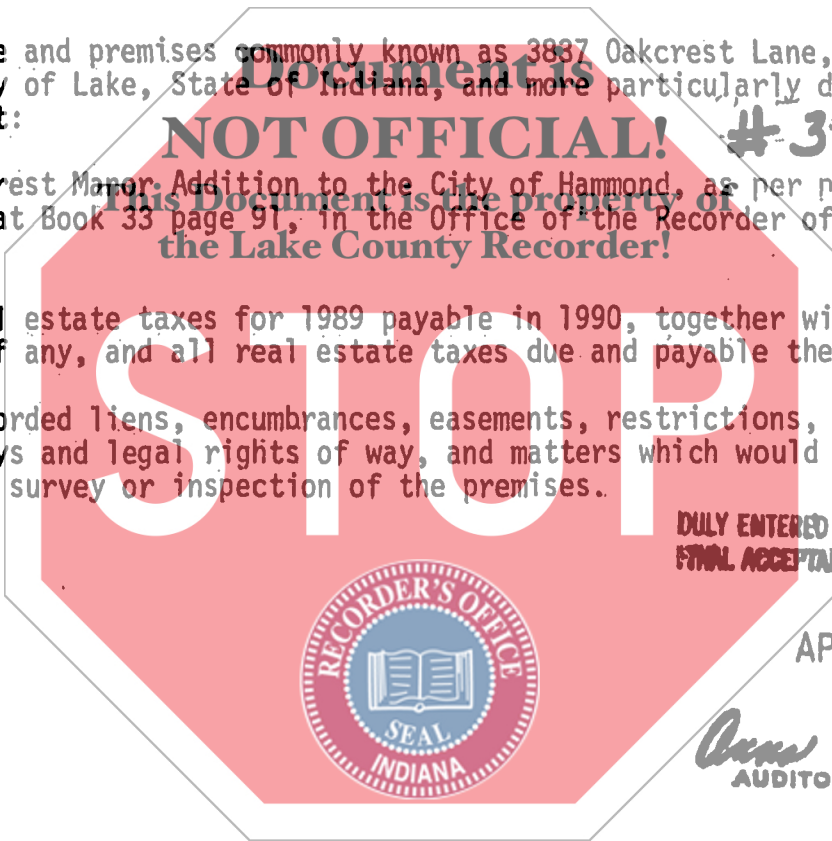 e and premises commonly known as 3837 Oakcrest Lane,
Document is
y of Lake, State of Indiana, and more particularly d
t:
NOT OFFICIAL!
# 3
rest Manor Addition to the City of Hammond, as per
This Document is the property of
at Book 33 page 91, in the Office of the Recorder of
the Lake County Recorder!
l estate taxes for 1989 payable in 1990, together wi
f any, and all real estate taxes due and payable the
STOP
orded liens, encumbrances, easements, restrictions,
ys and legal rights of way, and matters which would
survey or inspection of the premises.
DULY ENTERED
FINAL ACCEPTA
RECORDER'S OFFICE
AP
SEAL
INDIANA
Anna
AUDITO